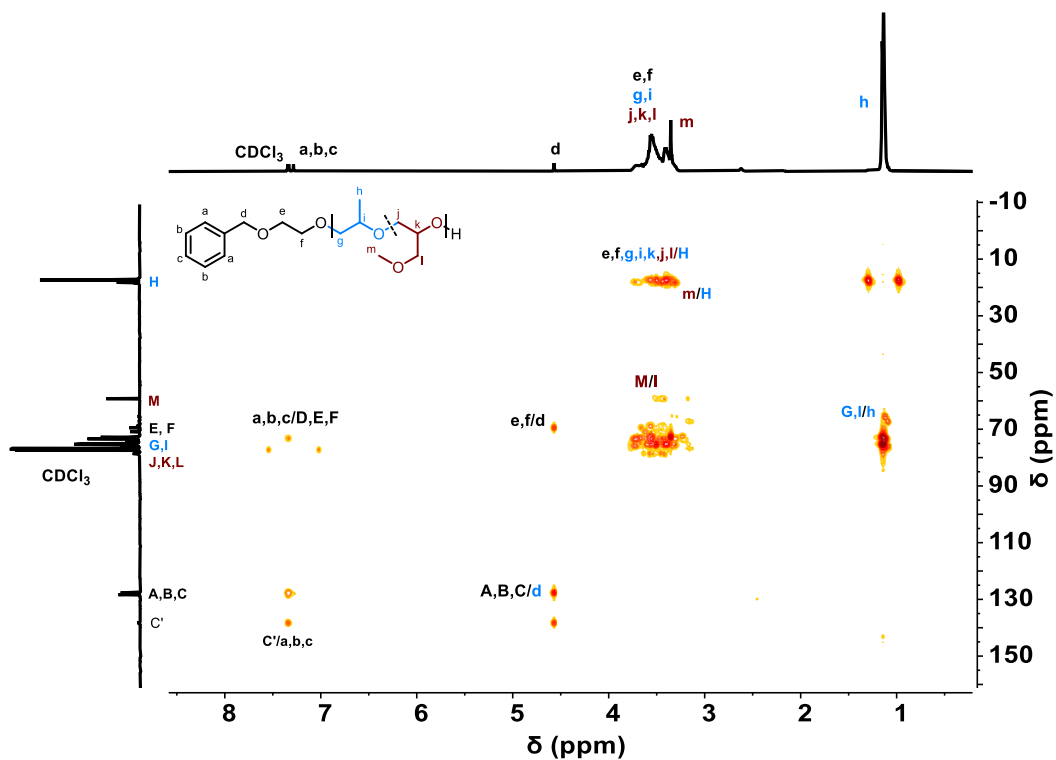 e,f
g,i
j,k,l
m
h
CDCl3
a,b,c
d
h
a
d
e
O
i
j
k
O
b
O
f
g
O
H
c
a
m
O
l
b
e,f,g,i,k,j,l/H
m/H
M/l
a,b,c/D,E,F
e,f/d
G,I/h
A,B,C/d
C'/a,b,c
H
M
E, F
G,I
J,K,L
CDCl3
A,B,C
C'
-10
10
30
50
70
90
110
130
150
δ (ppm)
8
7
6
5
4
3
2
1
δ (ppm)